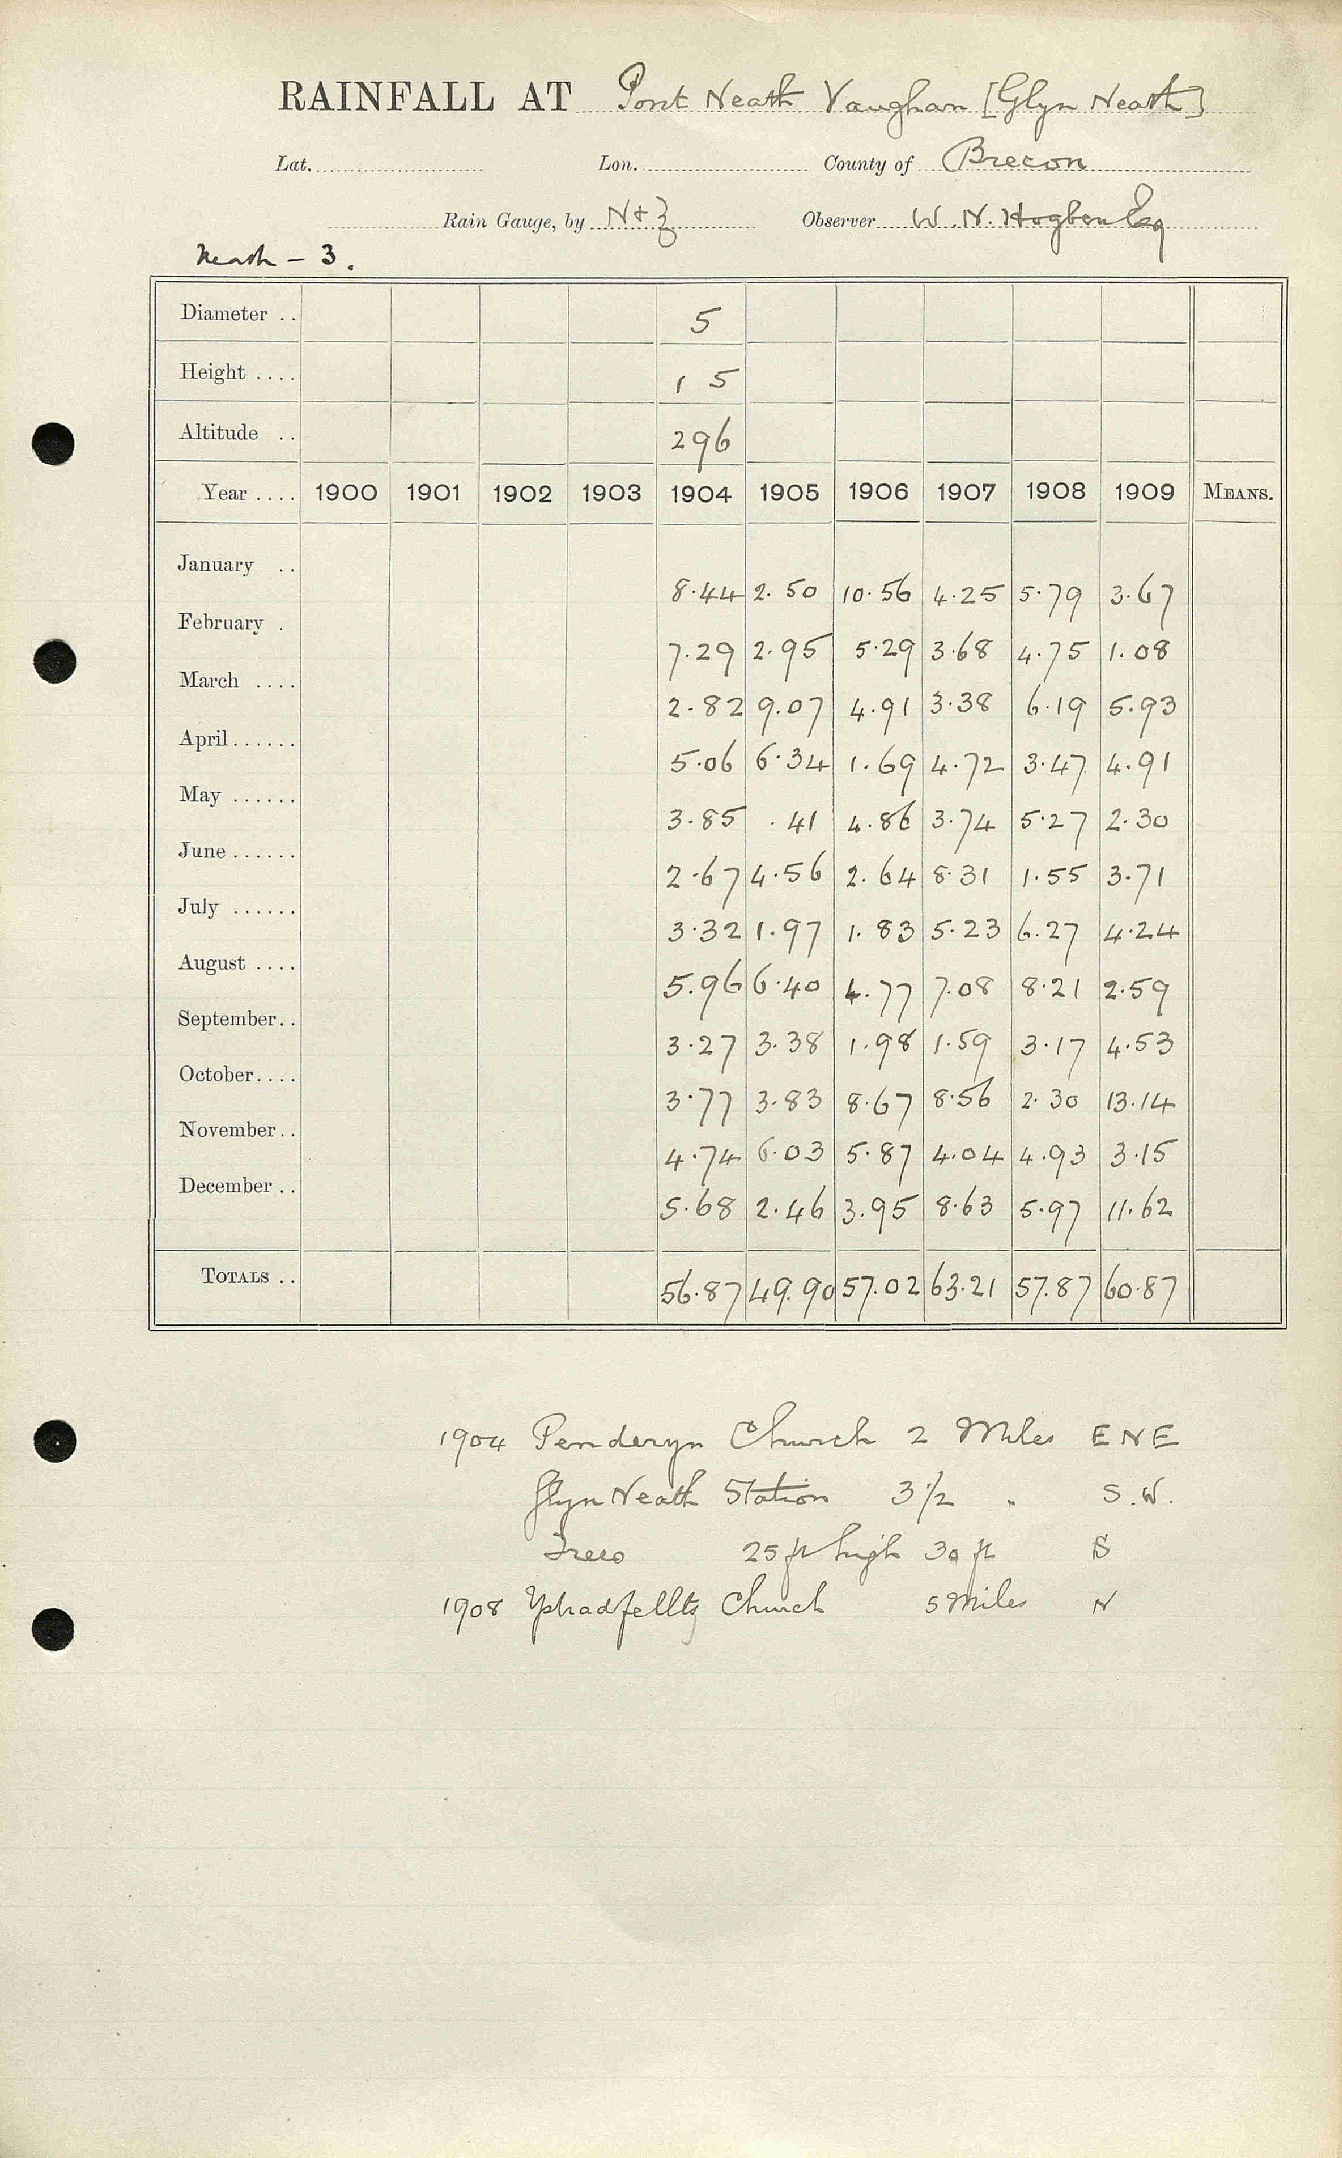 RAINFALL AT Pont Neath Vaughan [Glyn Neath]
Lat. Lon. County of Brecon
Rain Gauge, by N & Z Observer W. N. Hogben Esq
Neath - 3.
Diameter .. 5
Height .... 1 5
Altitude .. 296
Year .... 1900 1901 1902 1903 1904 1905 1906 1907 1908 1909 MEANS.
January .. 8.44 2.50 10.56 4.25 5.79 3.67
February . 7.29 2.95 5.29 3.68 4.75 1.08
March .... 2.82 9.07 4.91 3.38 6.19 5.93
April...... 5.06 6.34 1.69 4.72 3.47 4.91
May ...... 3.85 .41 4.86 3.74 5.27 2.30
June...... 2.67 4.56 2.64 8.31 1.55 3.71
July ...... 3.32 1.97 1.83 5.23 6.27 4.24
August .... 5.96 6.40 4.77 7.08 8.21 2.59
September.. 3.27 3.38 1.98 1.59 3.17 4.53
October.... 3.77 3.83 8.67 8.56 2.30 13.14
November.. 4.74 6.03 5.87 4.04 4.93 3.15
December .. 5.68 2.46 3.95 8.63 5.97 11.62
TOTALS .. 56.87 49.90 57.02 63.21 57.87 60.87
1904 Penderyn Church 2 Miles ENE
Glyn Neath Station 3 1/2 " S.W.
Trees 25 ft high 30 ft S
1908 Church 5 Miles N